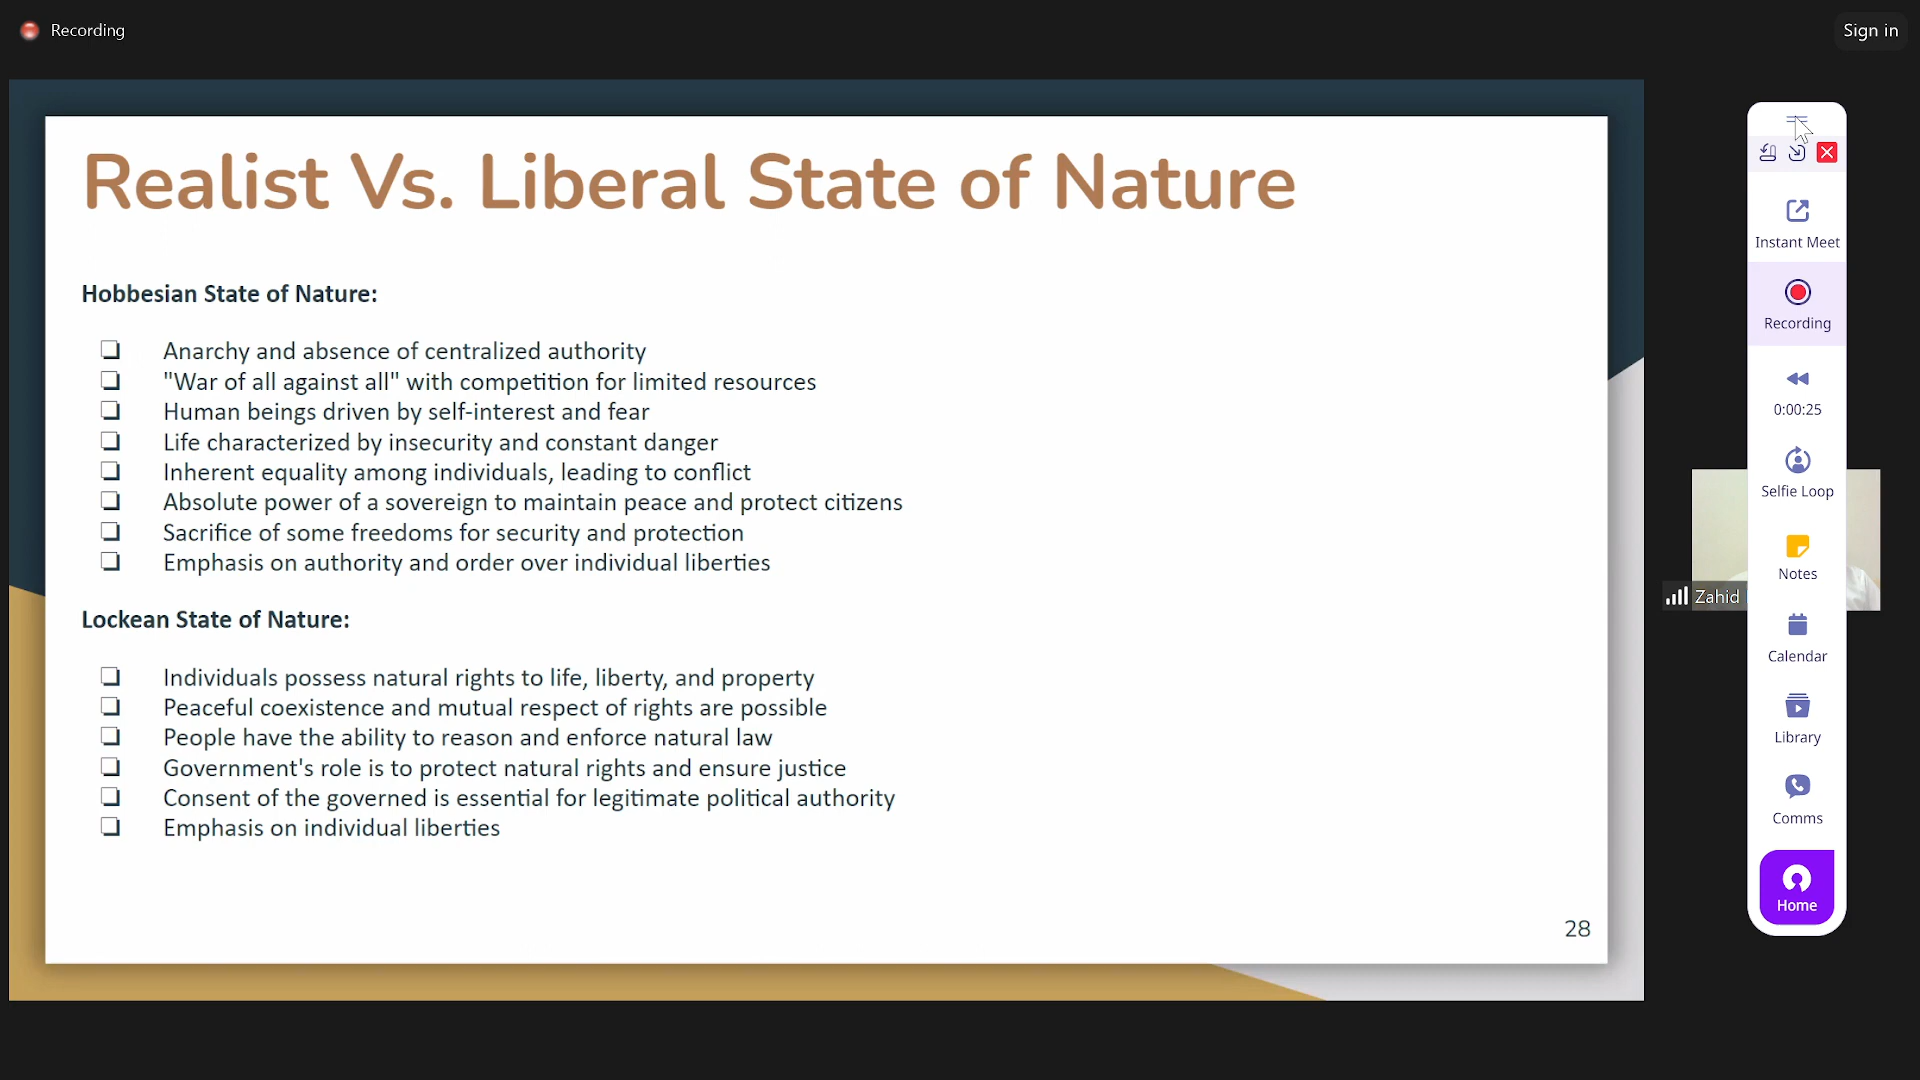 Recording
Sign in
Realist Vs. Liberal State of Nature
Hobbesian State of Nature:
❏ Anarchy and absence of centralized authority
❏ "War of all against all" with competition for limited resources
❏ Human beings driven by self-interest and fear
❏ Life characterized by insecurity and constant danger
❏ Inherent equality among individuals, leading to conflict
❏ Absolute power of a sovereign to maintain peace and protect citizens
❏ Sacrifice of some freedoms for security and protection
❏ Emphasis on authority and order over individual liberties
Lockean State of Nature:
❏ Individuals possess natural rights to life, liberty, and property
❏ Peaceful coexistence and mutual respect of rights are possible
❏ People have the ability to reason and enforce natural law
❏ Government's role is to protect natural rights and ensure justice
❏ Consent of the governed is essential for legitimate political authority
❏ Emphasis on individual liberties
28
Zahid
Instant Meet
Recording
0:00:25
Selfie Loop
Notes
Calendar
Library
Comms
Home